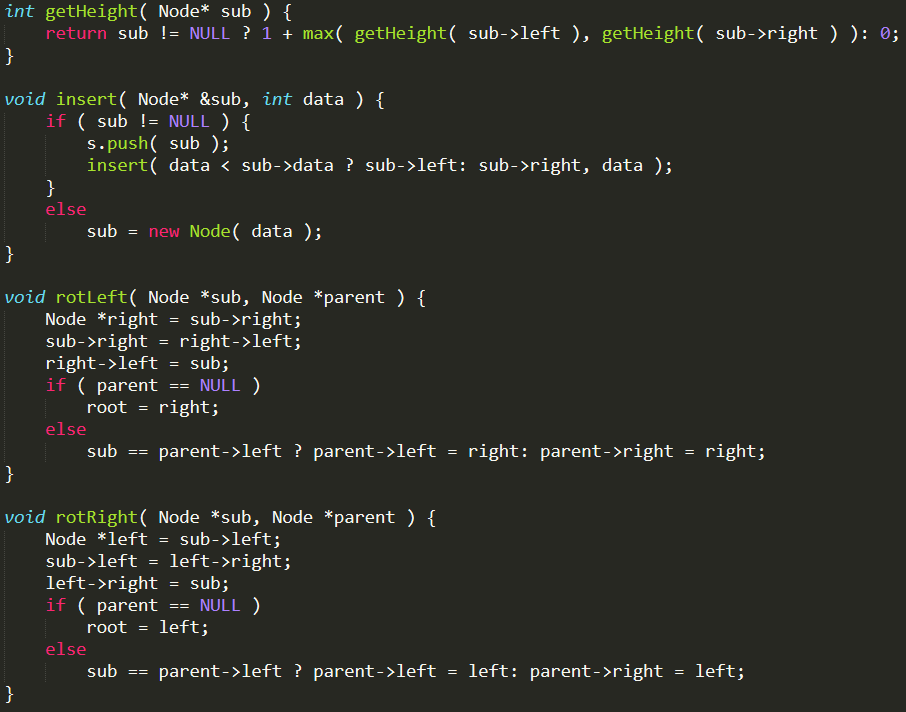 int getHeight( Node* sub ) {
    return sub != NULL ? 1 + max( getHeight( sub->left ), getHeight( sub->right ) ): 0;
}

void insert( Node* &sub, int data ) {
    if ( sub != NULL ) {
        s.push( sub );
        insert( data < sub->data ? sub->left: sub->right, data );
    }
    else
        sub = new Node( data );
}

void rotLeft( Node *sub, Node *parent ) {
    Node *right = sub->right;
    sub->right = right->left;
    right->left = sub;
    if ( parent == NULL )
        root = right;
    else
        sub == parent->left ? parent->left = right: parent->right = right;
}

void rotRight( Node *sub, Node *parent ) {
    Node *left = sub->left;
    sub->left = left->right;
    left->right = sub;
    if ( parent == NULL )
        root = left;
    else
        sub == parent->left ? parent->left = left: parent->right = left;
}